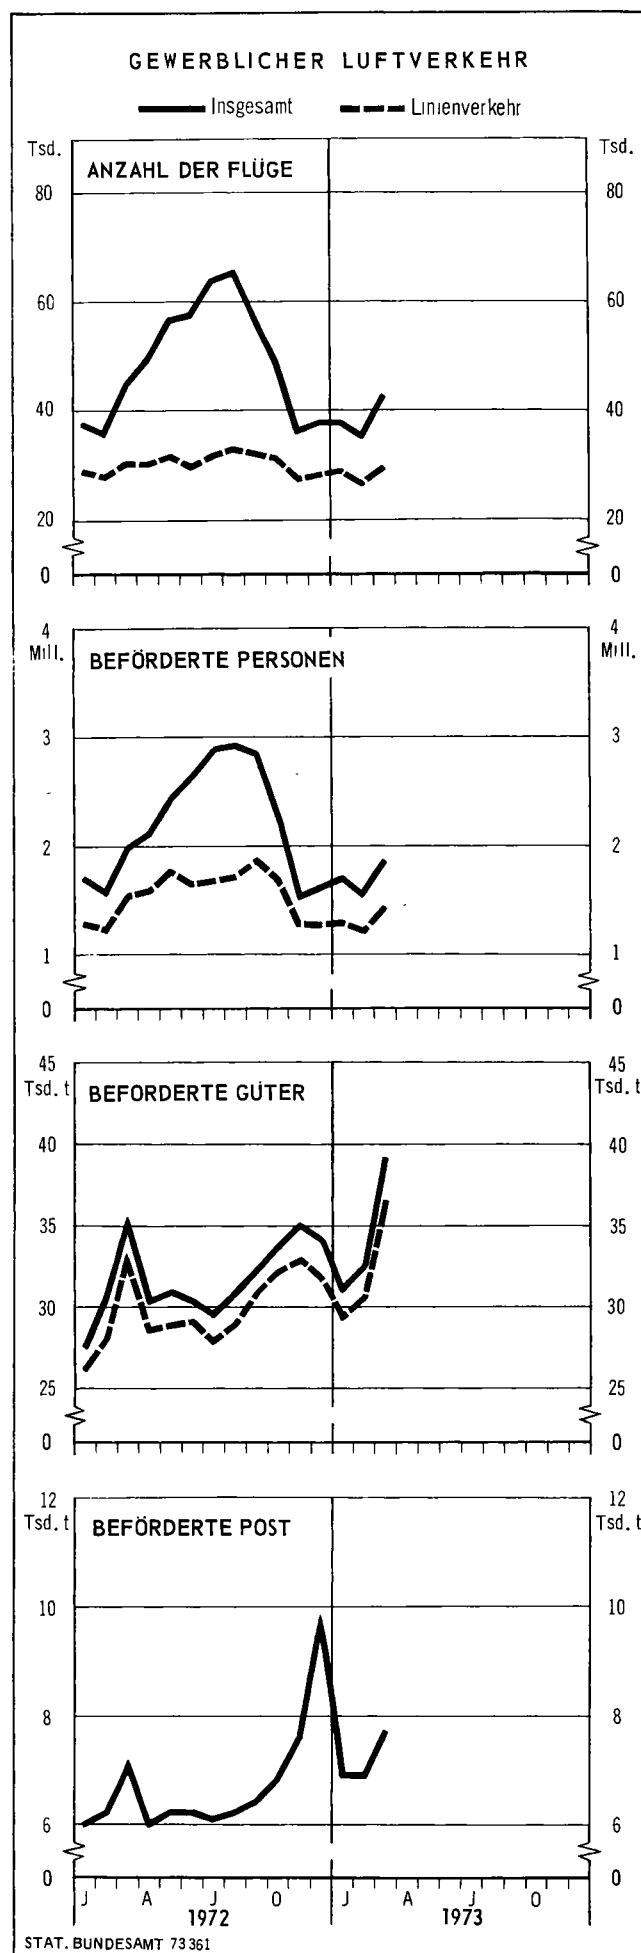 GEWERBLICHER LUFTVERKEHR
Insgesamt Linienverkehr
Tsd. Tsd.
ANZAHL DER FLÜGE
80 80
60 60
40 40
20 20
0 0
4 4
Mill. Mill.
BEFÖRDERTE PERSONEN
3 3
2 2
1 1
0 0
45 45
Tsd. t Tsd. t
BEFORDERTE GUTER
40 40
35 35
30 30
25 25
0 0
12 12
Tsd. t Tsd. t
BEFÖRDERTE POST
10 10
8 8
6 6
0 0
J A J O J A J O
1972 1973
STAT. BUNDESAMT 73 361